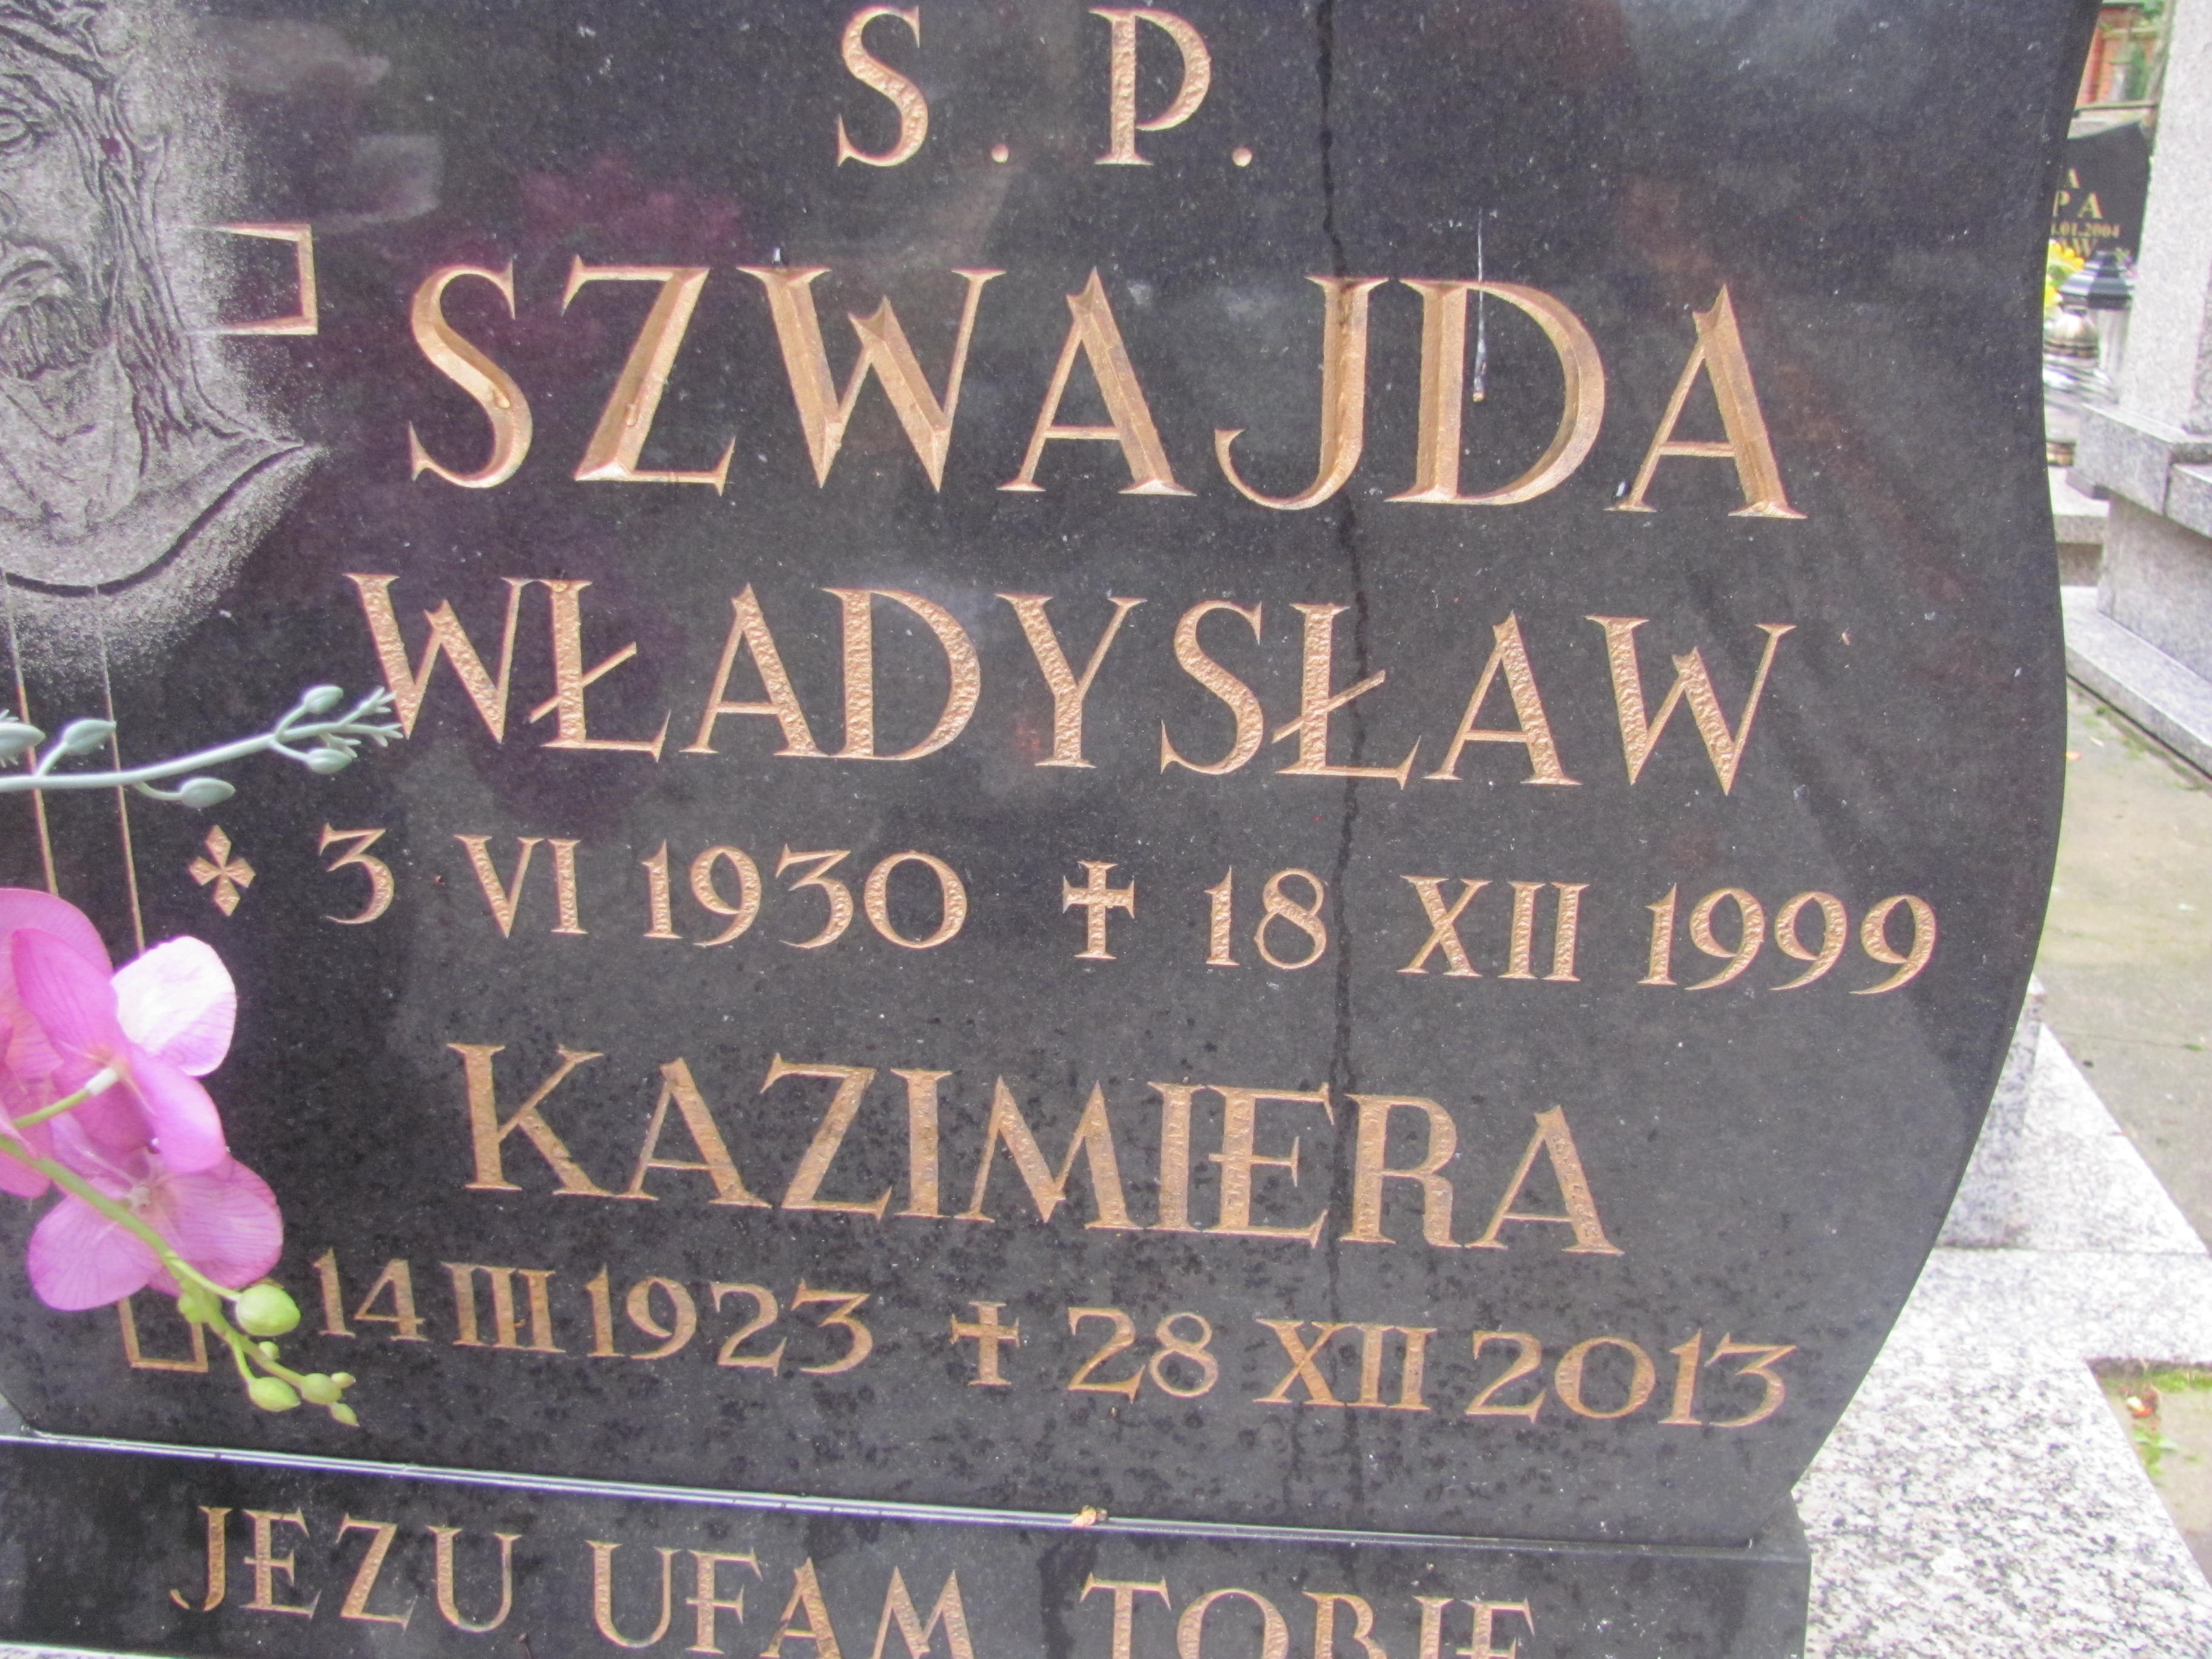 S. P.
SZWAJDA
WŁADYSŁAW
3 VI 1930 18 XII 1999
KAZIMIERA
14 III 1923 28 XII 2013
JEZU UFAM TOBIE